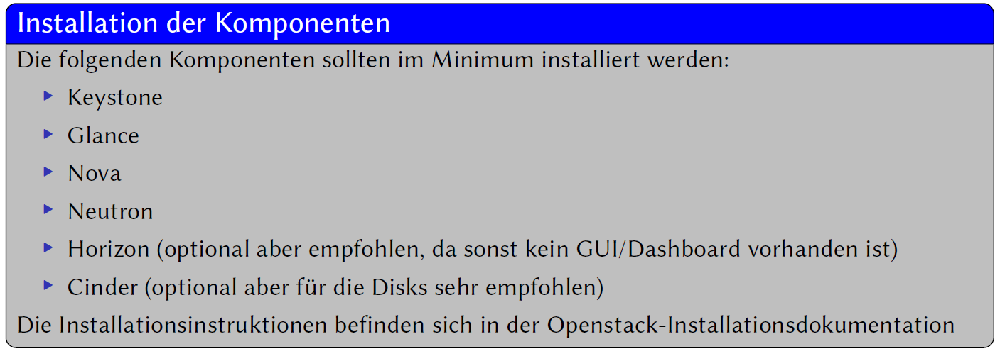 Installation der Komponenten
Die folgenden Komponenten sollten im Minimum installiert werden:
Keystone
Glance
Nova
Neutron
Horizon (optional aber empfohlen, da sonst kein GUI/Dashboard vorhanden ist)
Cinder (optional aber für die Disks sehr empfohlen)
Die Installationsinstruktionen befinden sich in der Openstack-Installationsdokumentation